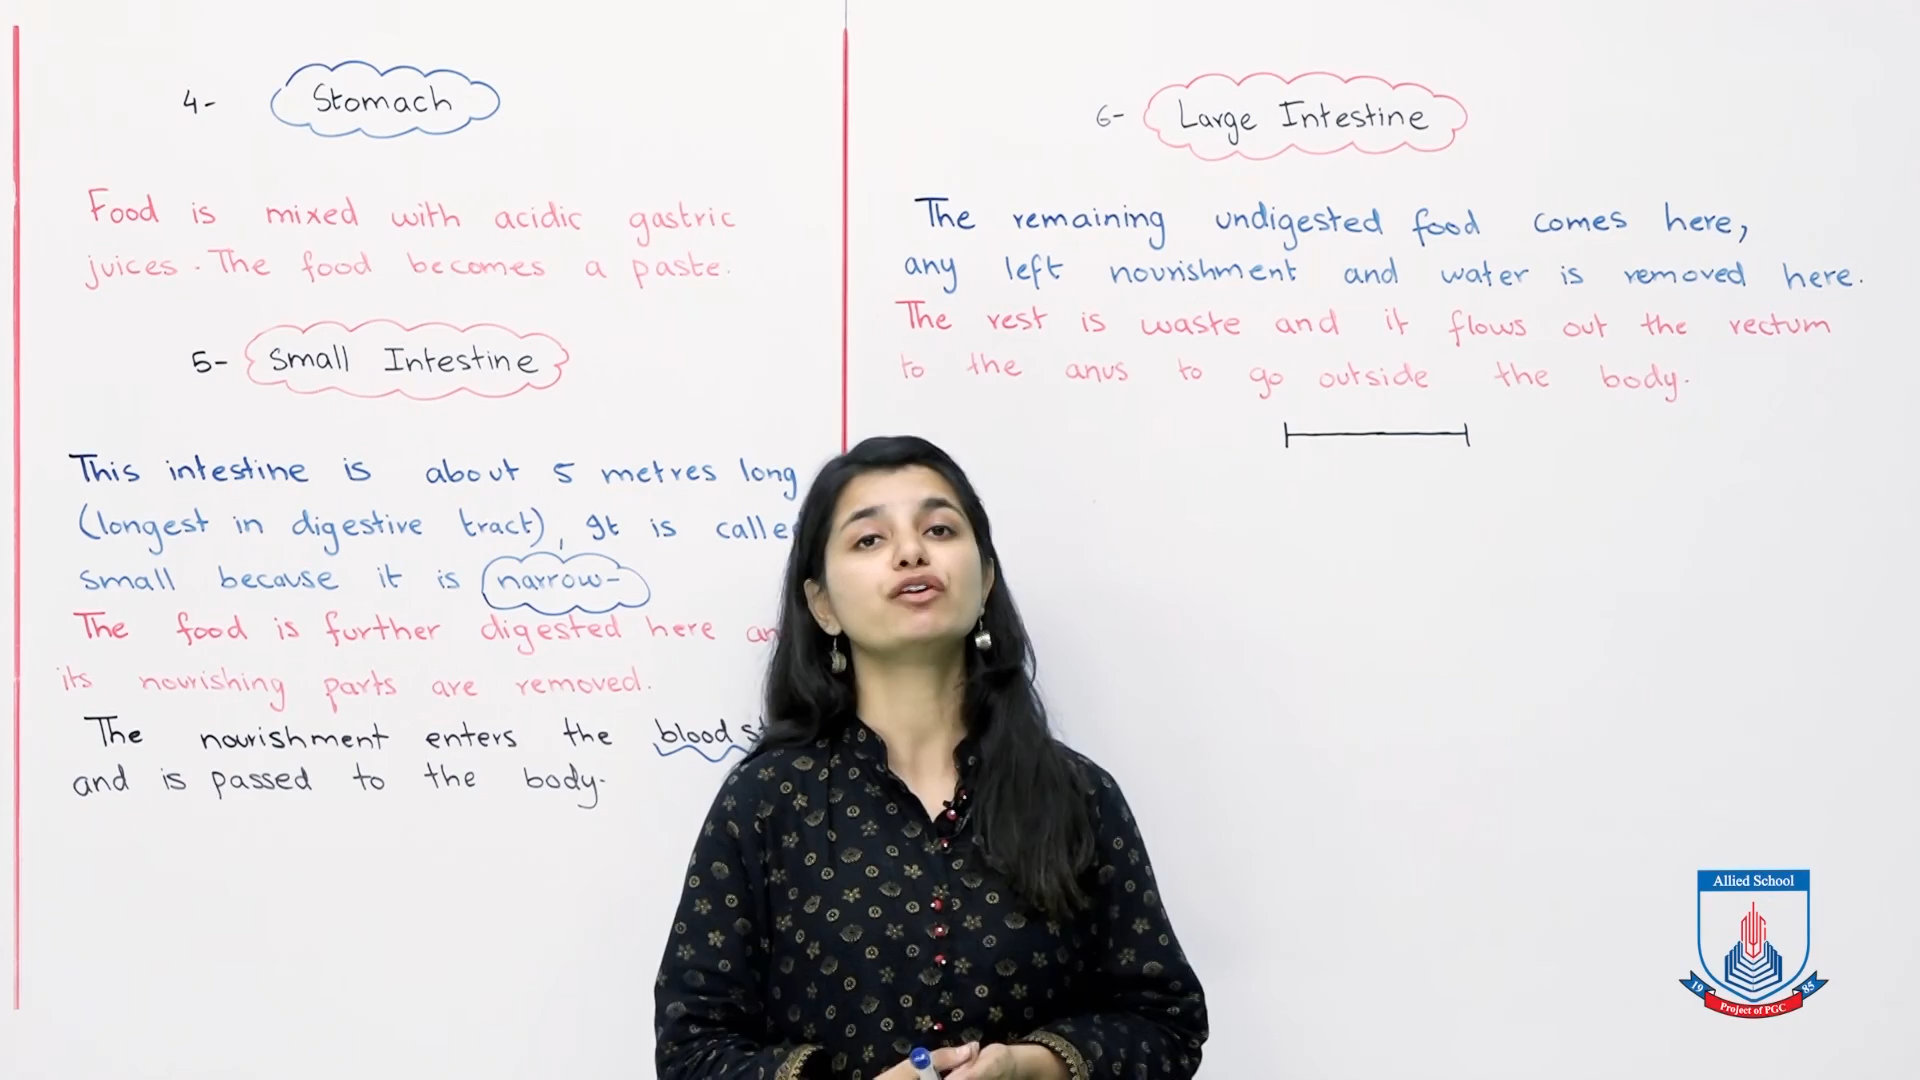 4- Stomach
Food is mixed with acidic gastric
juices. The food becomes a paste.
5- Small Intestine
This intestine is about 5 metres long
(longest in digestive tract), It is
small because it is narrow-
The food is further digested here
its nourishing parts are removed.
The nourishment enters the blood
and is passed to the body.
6- Large Intestine
The remaining undigested food comes here,
any left nourishment and water is removed here.
The rest is waste and it flows out the rectum
to the anus to go outside the body.
Allied School
19 85
Project of PGC